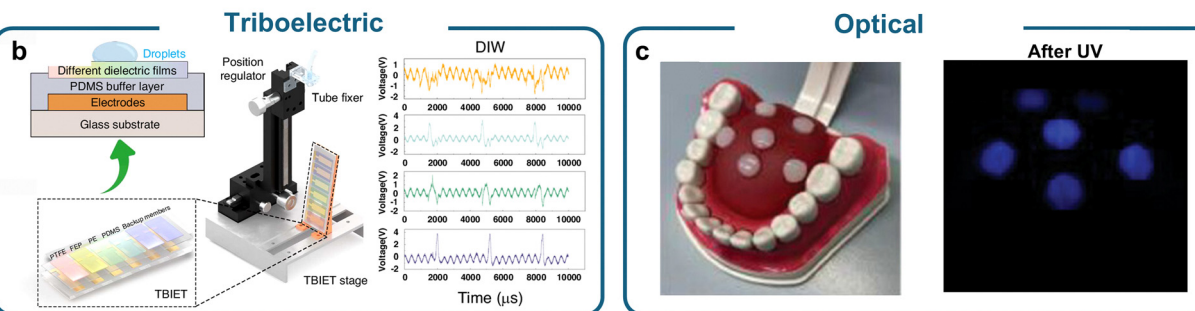 Triboelectric
Optical
b
Droplets
Different dielectric films
PDMS buffer layer
Electrodes
Glass substrate
Position
regulator
Tube fixer
PTFE
FEP
PE
PDMS
Backup members
TBIET
TBIET stage
DIW
Voltage(V)
1
0
-1
-2
0 2000 4000 6000 8000 10000
Voltage(V)
4
2
0
-2
0 2000 4000 6000 8000 10000
Voltage(V)
2
1
0
-1
-2
0 2000 4000 6000 8000 10000
Voltage(V)
4
2
0
-2
0 2000 4000 6000 8000 10000
Time (μs)
c
After UV